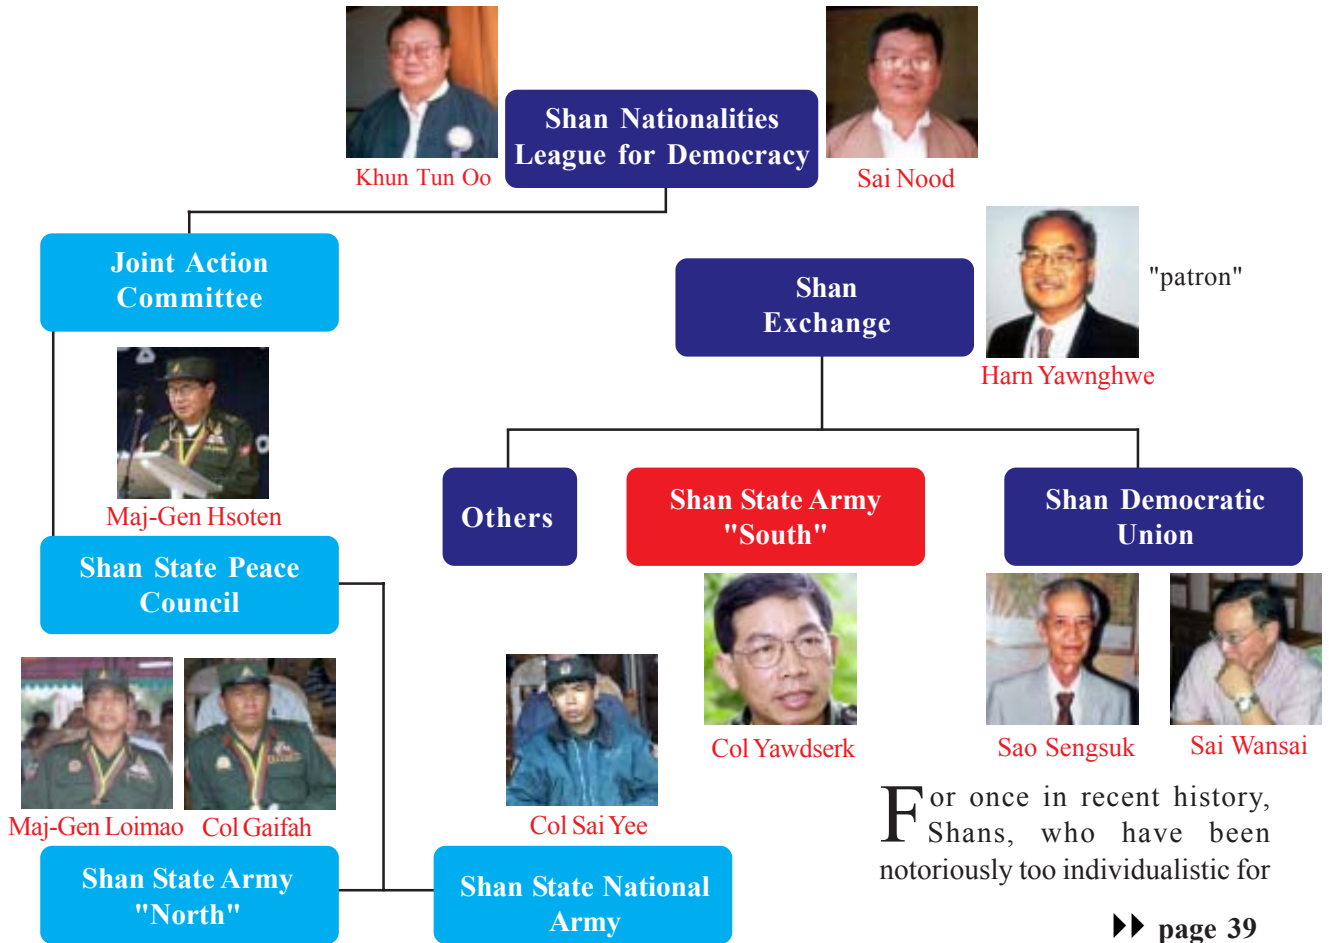 Shan Nationalities
League for Democracy
Khun Tun Oo
Sai Nood
Joint Action
Committee
Shan
Exchange
"patron"
Harn Yawnghwe
Maj-Gen Hsoten
Others
Shan State Army
"South"
Shan Democratic
Union
Shan State Peace
Council
Col Yawdserk
Sao Sengsuk
Sai Wansai
Maj-Gen Loimao
Col Gaifah
Col Sai Yee
Shan State Army
"North"
Shan State National
Army
For once in recent history,
Shans, who have been
notoriously too individualistic for
page 39